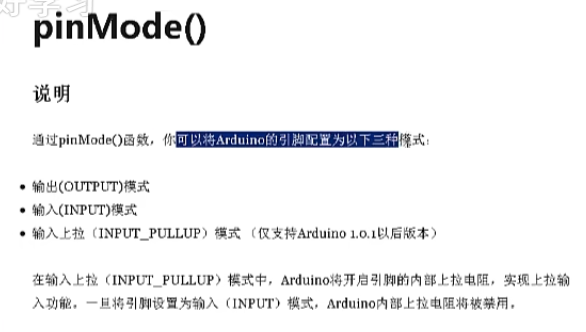 好学习
pinMode()
说明
通过pinMode()函数，你可以将Arduino的引脚配置为以下三种模式：
• 输出(OUTPUT)模式
• 输入(INPUT)模式
• 输入上拉（INPUT_PULLUP）模式 （仅支持Arduino 1.0.1以后版本）
在输入上拉（INPUT_PULLUP）模式中，Arduino将开启引脚的内部上拉电阻，实现上拉输
入功能。一旦将引脚设置为输入（INPUT）模式，Arduino内部上拉电阻将被禁用。